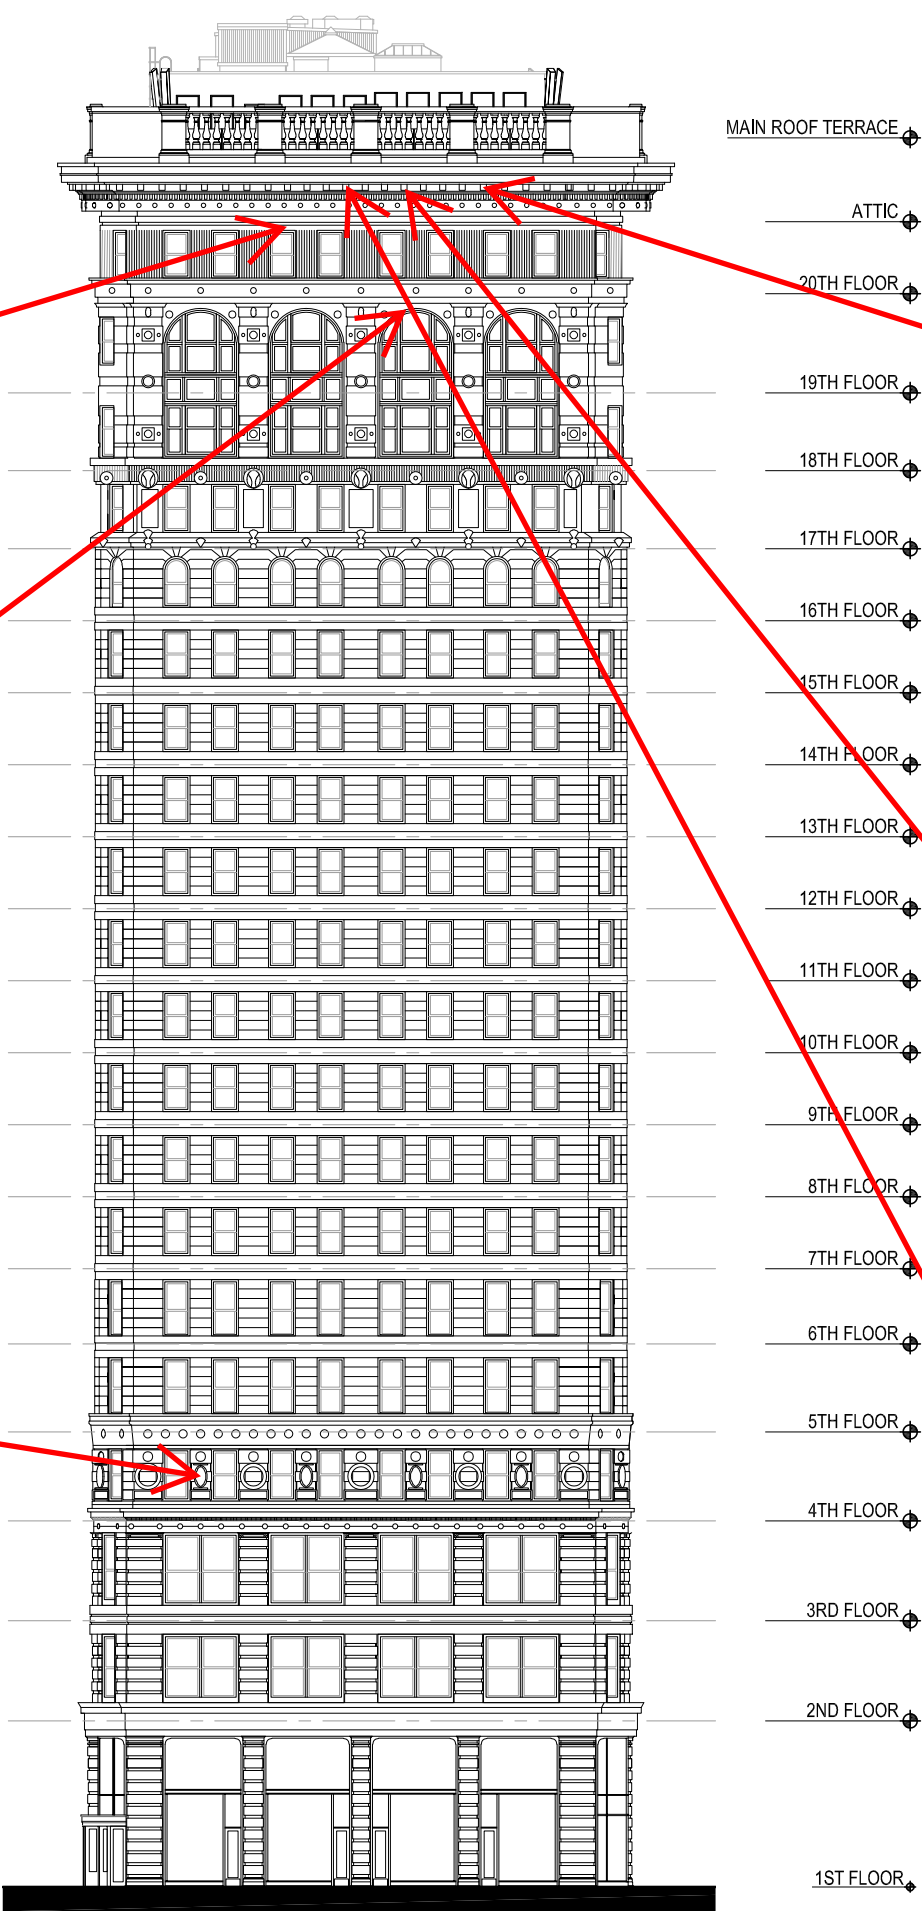 MAIN ROOF TERRACE
ATTIC
20TH FLOOR
19TH FLOOR
18TH FLOOR
17TH FLOOR
16TH FLOOR
15TH FLOOR
14TH FLOOR
13TH FLOOR
12TH FLOOR
11TH FLOOR
10TH FLOOR
9TH FLOOR
8TH FLOOR
7TH FLOOR
6TH FLOOR
5TH FLOOR
4TH FLOOR
3RD FLOOR
2ND FLOOR
1ST FLOOR